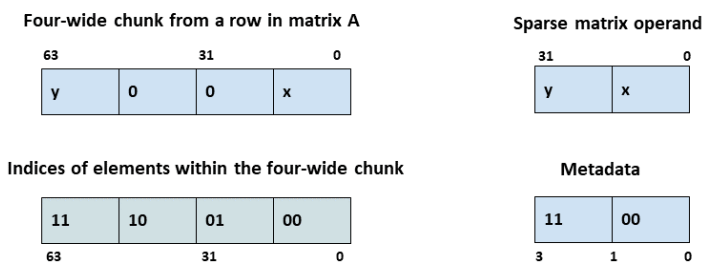 Four-wide chunk from a row in matrix A
63 31 0
y 0 0 x
Sparse matrix operand
31 0
y x
Indices of elements within the four-wide chunk
11 10 01 00
63 31 0
Metadata
11 00
3 1 0